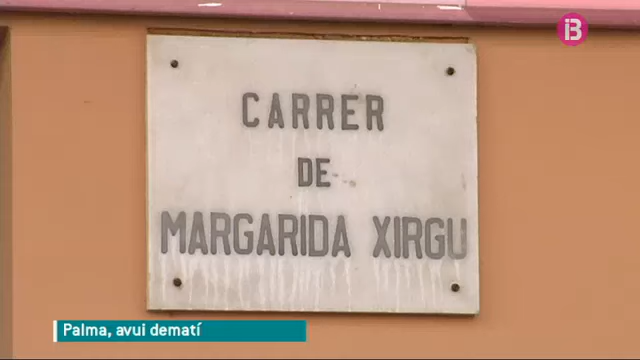 IB
CARRER
DE
MARGARIDA XIRGU
Palma, avui dematí